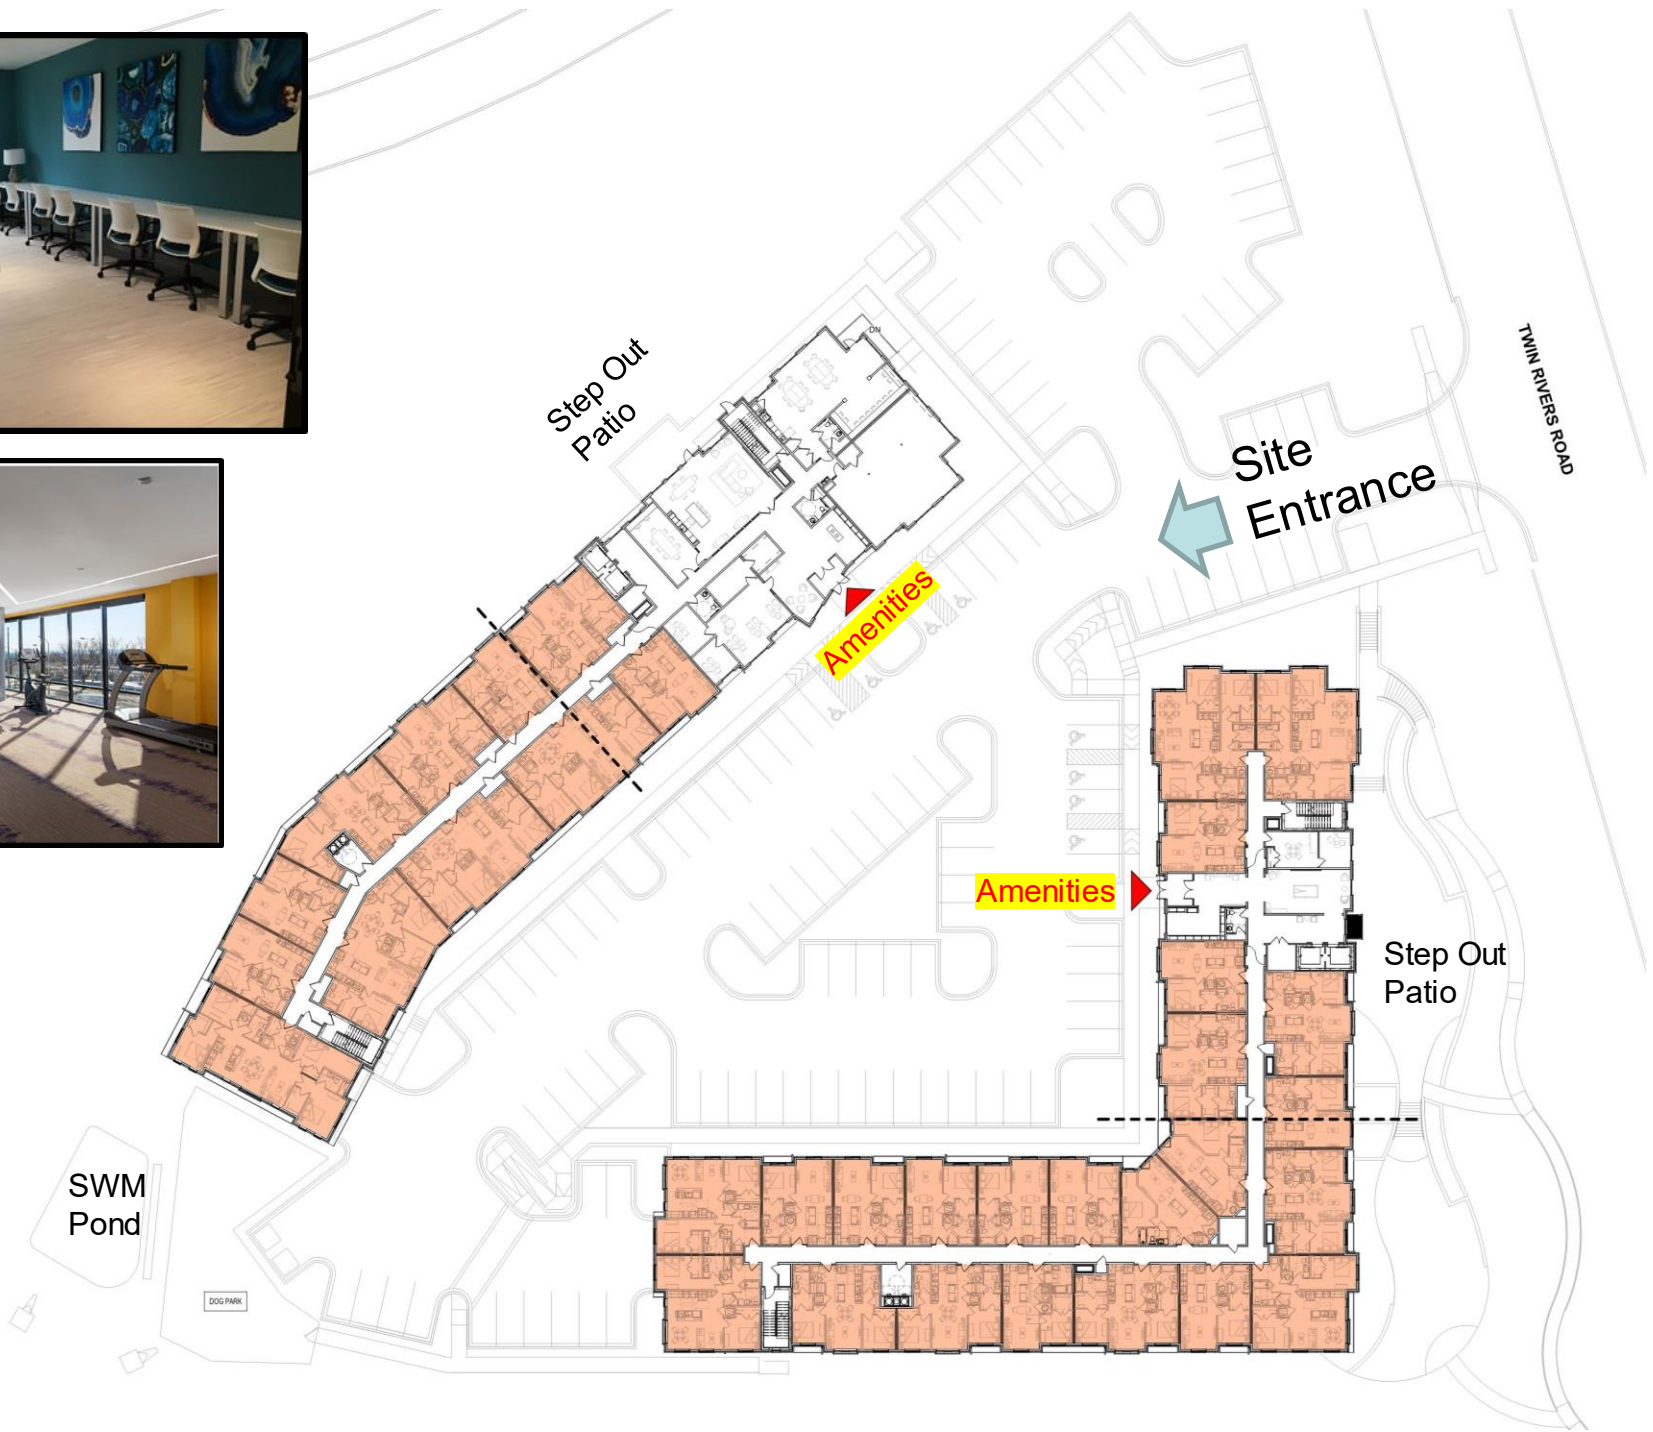 DN
Step Out
Patio
TWIN RIVERS ROAD
Site
Entrance
Amenities
Amenities
Step Out
Patio
SWM
Pond
DOG PARK